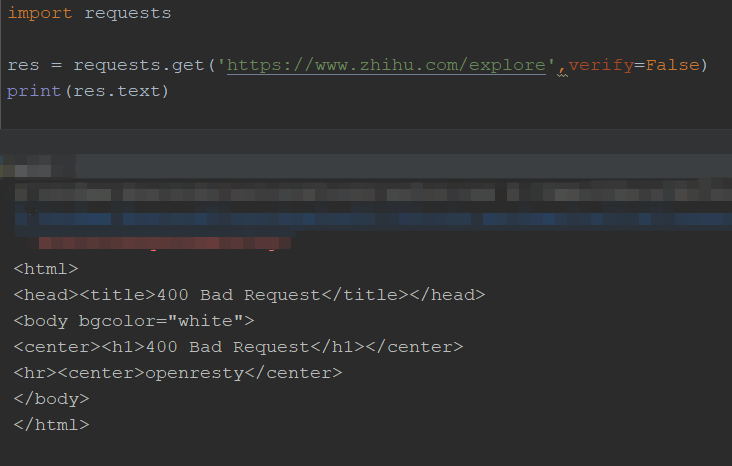 import requests
res = requests.get('https://www.zhihu.com/explore',verify=False)
print(res.text)
<html>
<head><title>400 Bad Request</title></head>
<body bgcolor="white">
<center><h1>400 Bad Request</h1></center>
<hr><center>openresty</center>
</body>
</html>